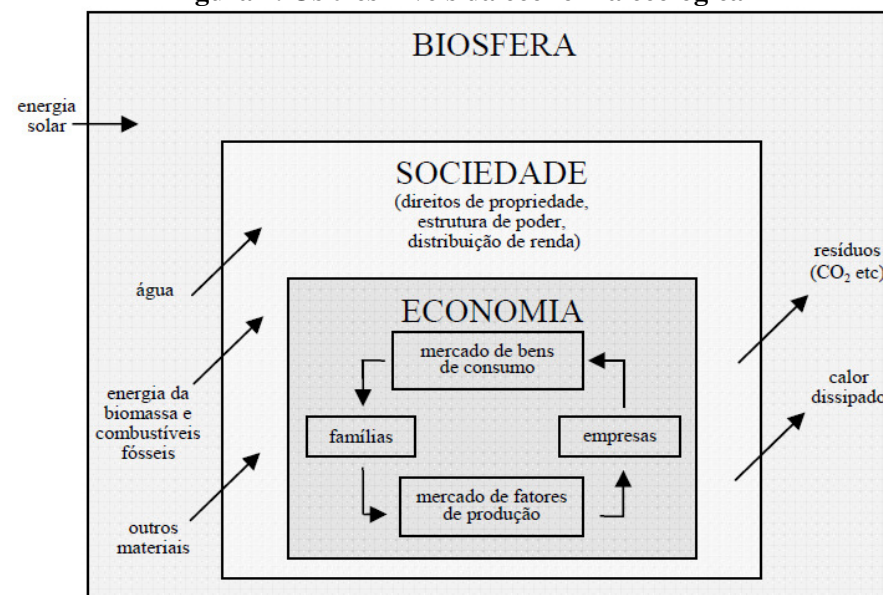 BIOSFERA
energia
solar
SOCIEDADE
(direitos de propriedade,
estrutura de poder,
distribuição de renda)
resíduos
(CO₂ etc)
água
ECONOMIA
mercado de bens
de consumo
energia da
biomassa e
combustíveis
fósseis
calor
dissipado
famílias
empresas
mercado de fatores
de produção
outros
materiais